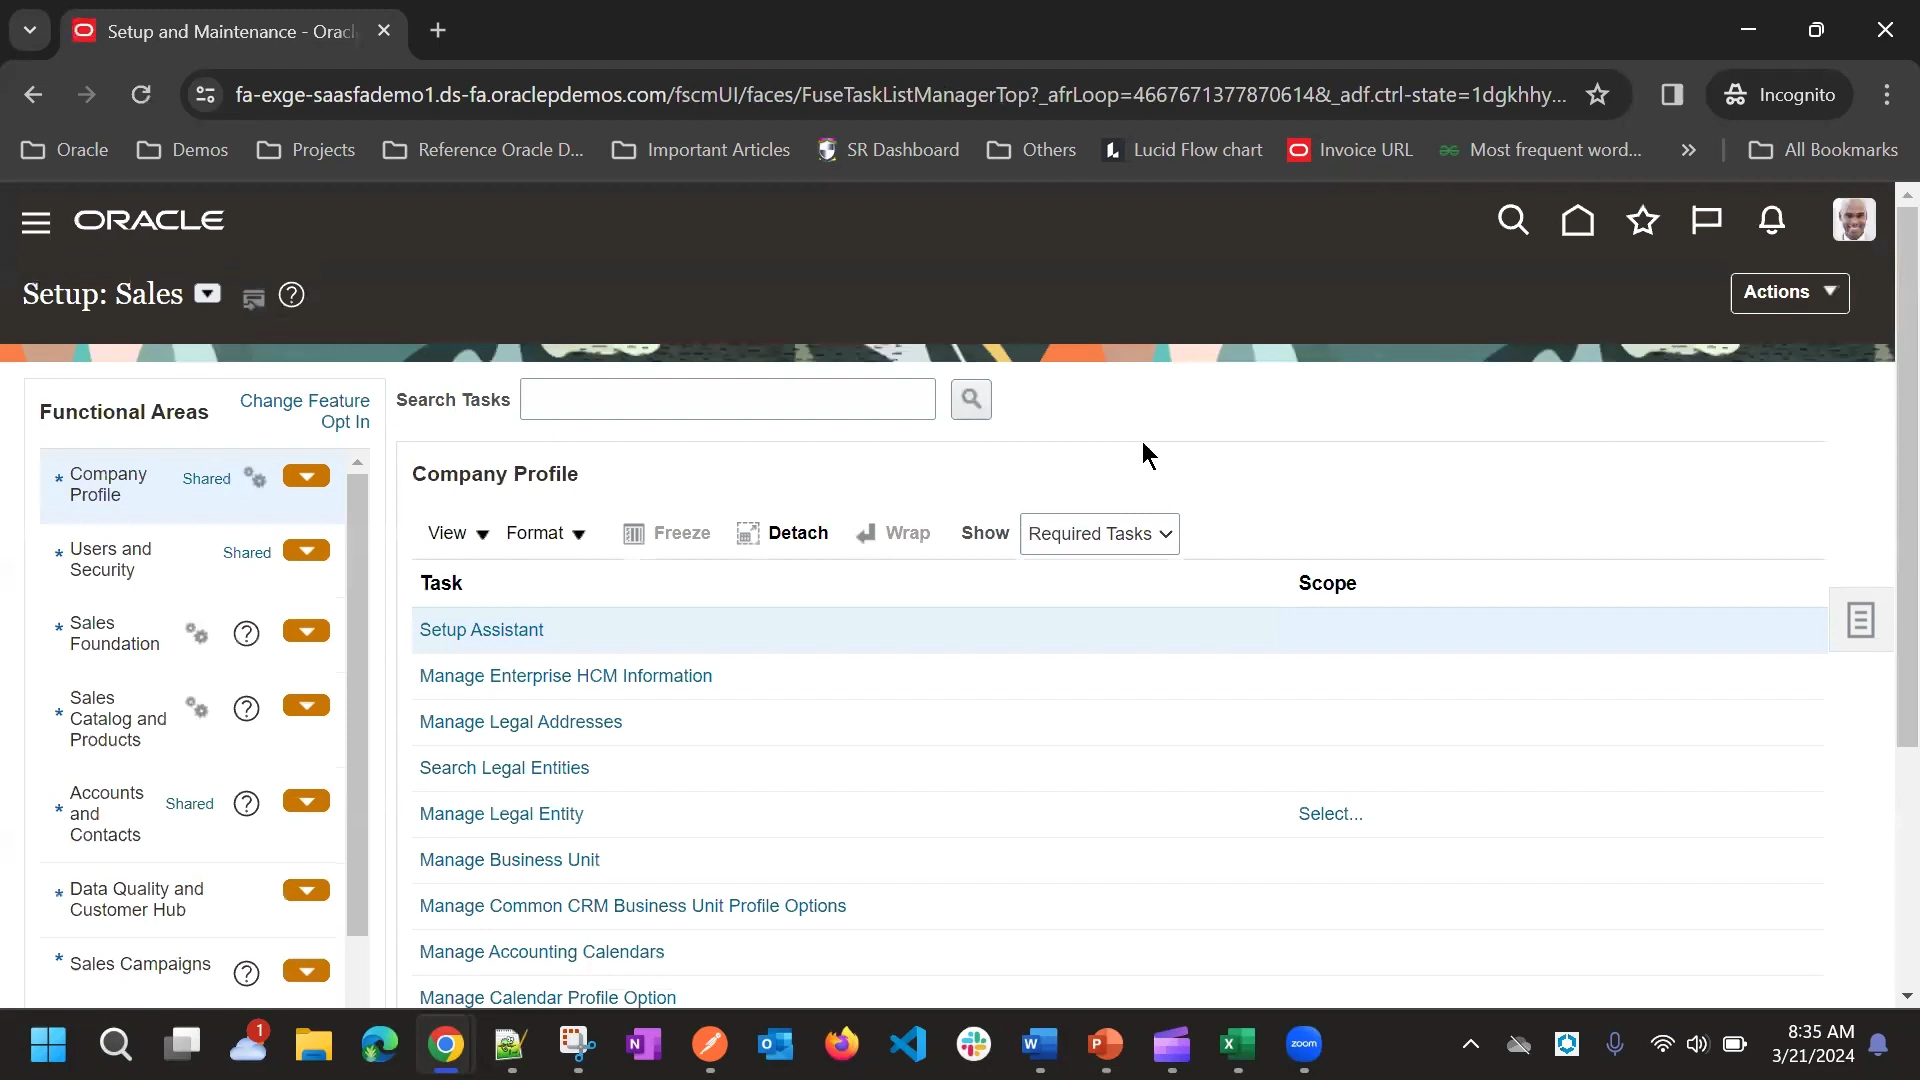 Setup and Maintenance - Oracl
fa-exge-saasfademo1.ds-fa.oraclepdemos.com/fscmUI/faces/FuseTaskListManagerTop?_afrLoop=4667671377870614&_adf.ctrl-state=1dgkhhy...
Incognito
Oracle
Demos
Projects
Reference Oracle D...
Important Articles
SR Dashboard
Others
Lucid Flow chart
Invoice URL
Most frequent word...
All Bookmarks
ORACLE
Setup: Sales
Actions
Functional Areas
Change Feature
Opt In
* Company
Profile
Shared
* Users and
Security
Shared
* Sales
Foundation
* Sales
Catalog and
Products
* Accounts
and
Contacts
Shared
* Data Quality and
Customer Hub
* Sales Campaigns
Search Tasks
Company Profile
View
Format
Freeze
Detach
Wrap
Show
Required Tasks
Task
Scope
Setup Assistant
Manage Enterprise HCM Information
Manage Legal Addresses
Search Legal Entities
Manage Legal Entity
Select...
Manage Business Unit
Manage Common CRM Business Unit Profile Options
Manage Accounting Calendars
Manage Calendar Profile Option
1
zoom
8:35 AM
3/21/2024